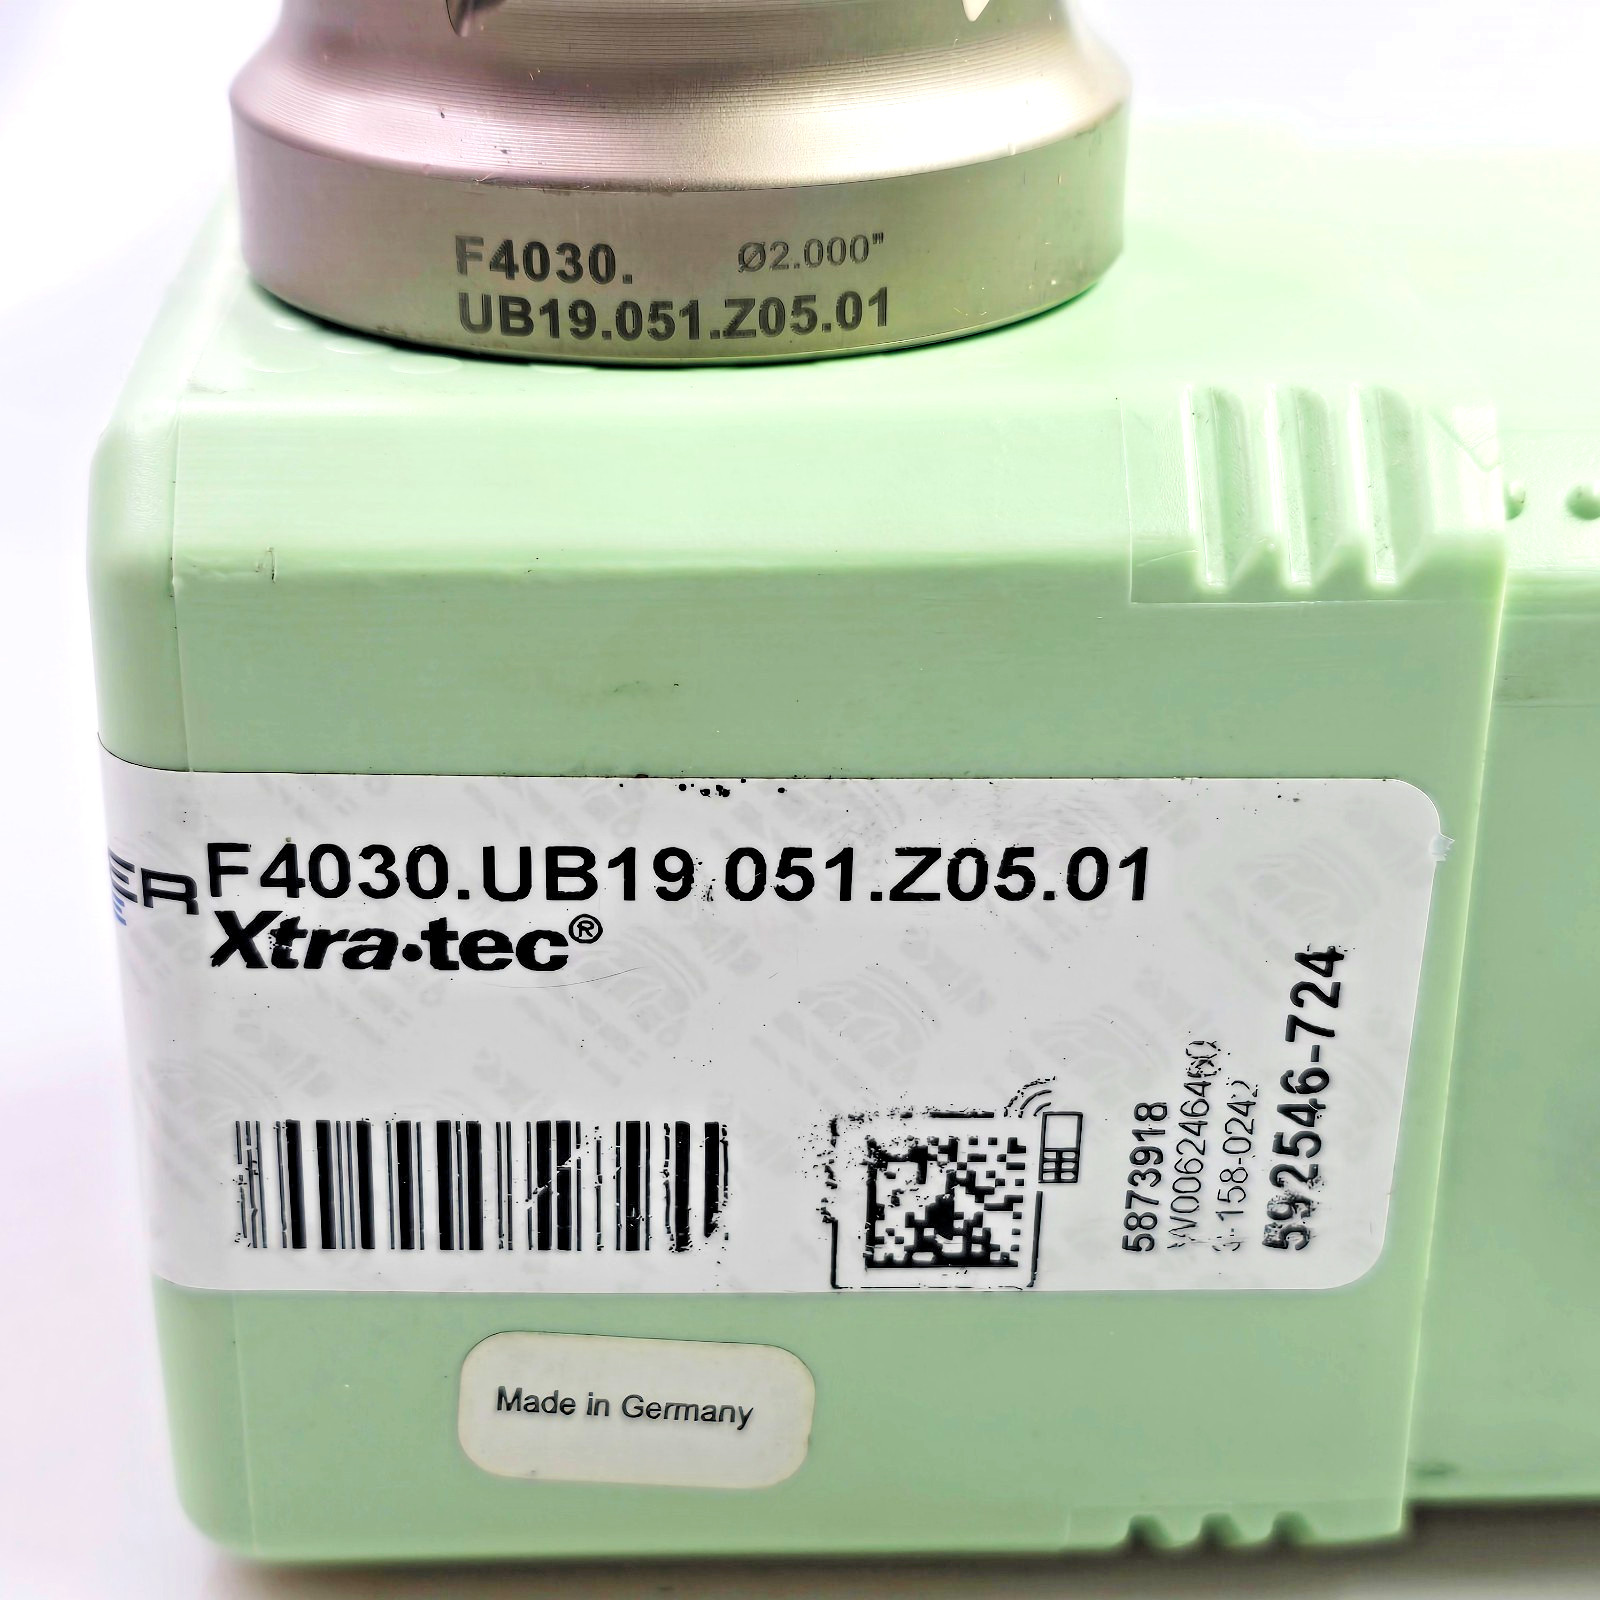 F4030. Ø2.000"
UB19.051.Z05.01
ER F4030.UB19.051.Z05.01
Xtra·tec®
5873918
592546-724
Made in Germany